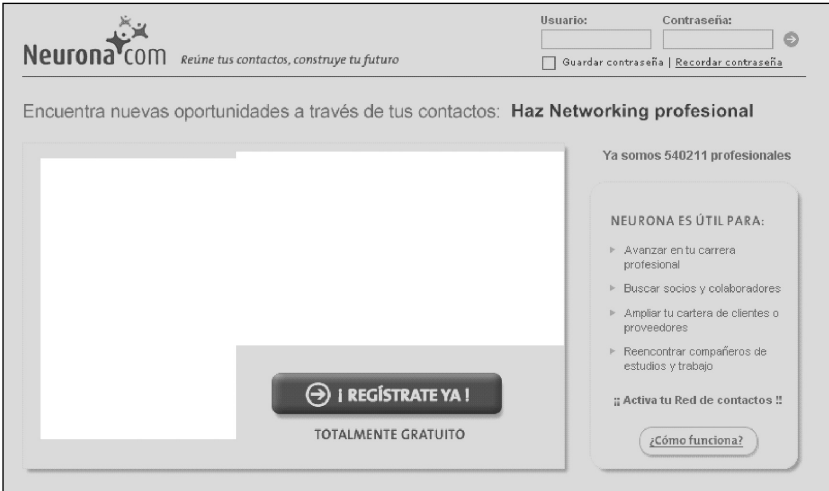 Usuario: Contraseña:
Neurona.com Reúne tus contactos, construye tu futuro
Guardar contraseña | Recordar contraseña
Encuentra nuevas oportunidades a través de tus contactos: Haz Networking profesional
Ya somos 540211 profesionales
NEURONA ES ÚTIL PARA:
Avanzar en tu carrera
profesional
Buscar socios y colaboradores
Ampliar tu cartera de clientes o
proveedores
Reencontrar compañeros de
estudios y trabajo
¡¡ Activa tu Red de contactos !!
¿Cómo funciona?
¡ REGÍSTRATE YA !
TOTALMENTE GRATUITO